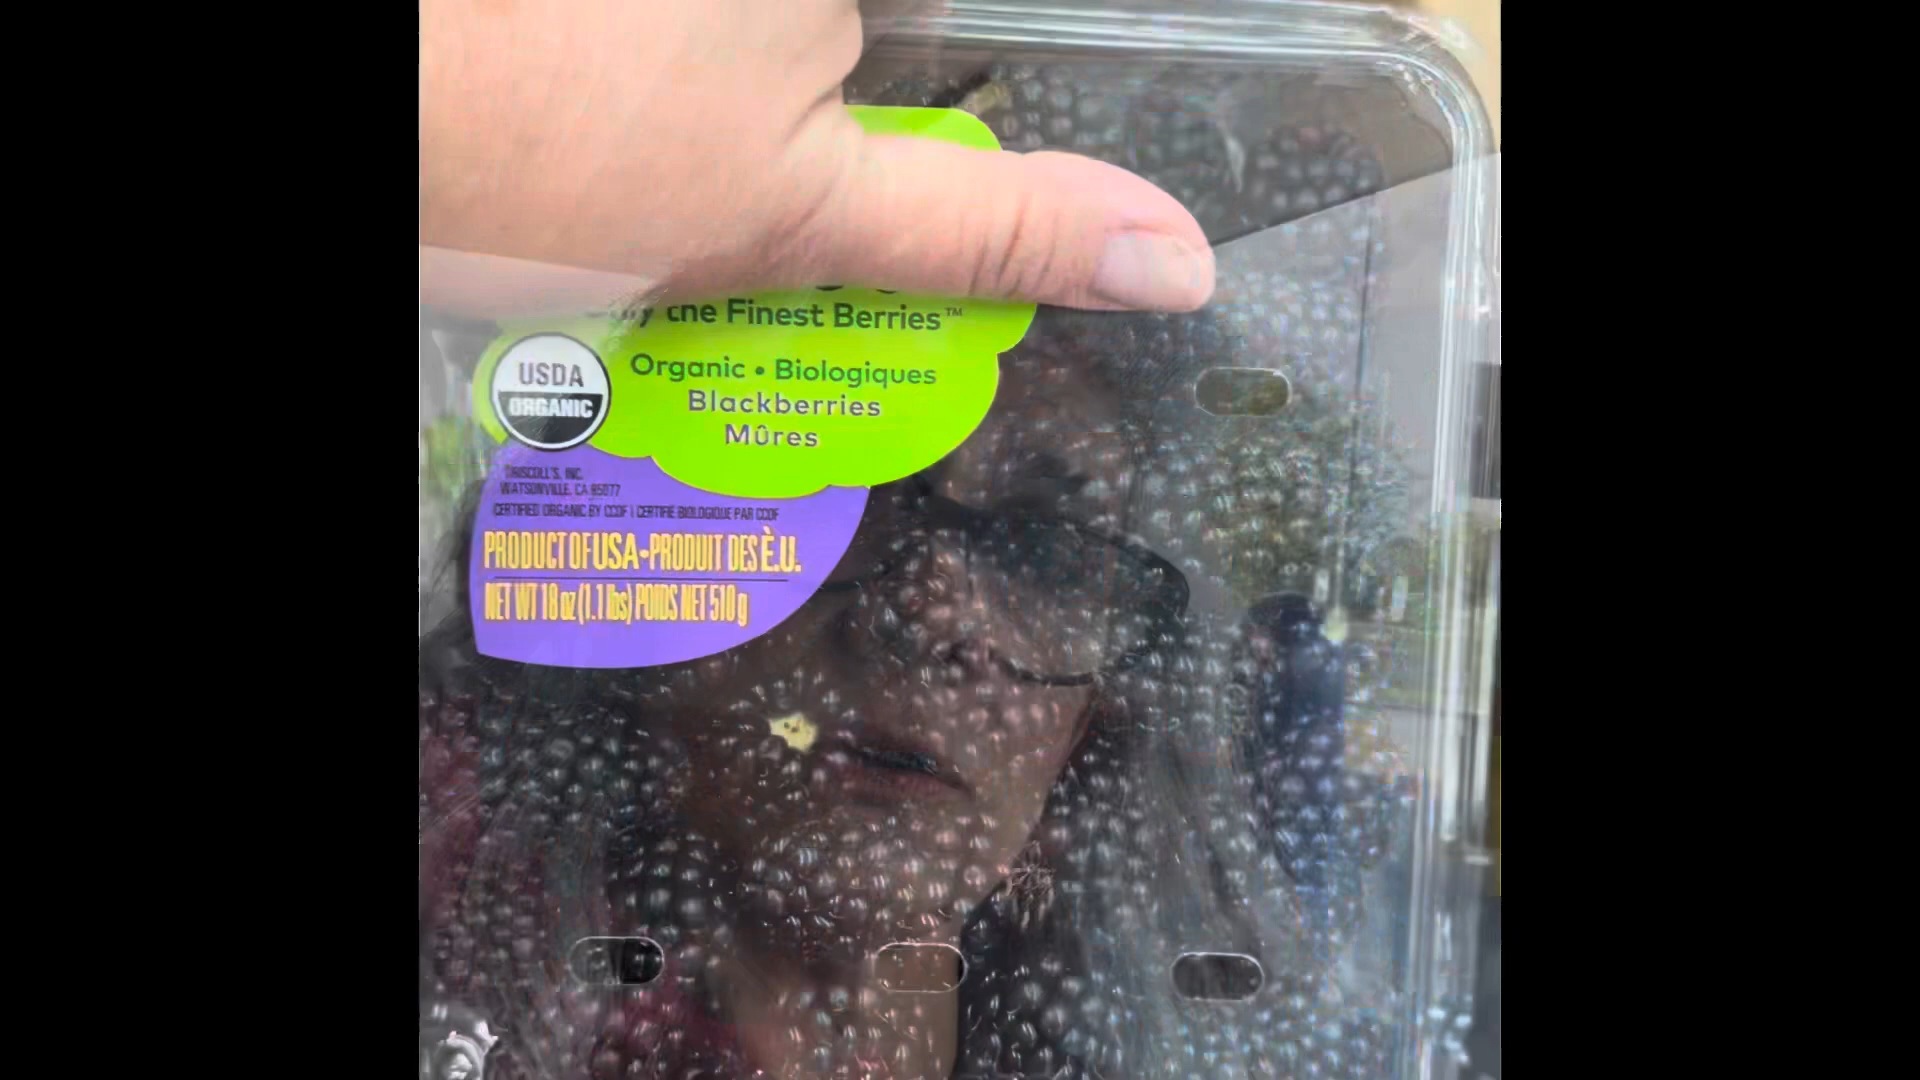 the Finest Berries™
USDA
ORGANIC
Organic • Biologiques
Blackberries
Mûres
DRISCOLL'S, INC.
WATSONVILLE, CA 95077
CERTIFIED ORGANIC BY CCOF | CERTIFIÉ BIOLOGIQUE PAR CCOF
PRODUCT OF USA•PRODUIT DES È.U.
NET WT 18 oz (1.1 lbs) POIDS NET 510 g